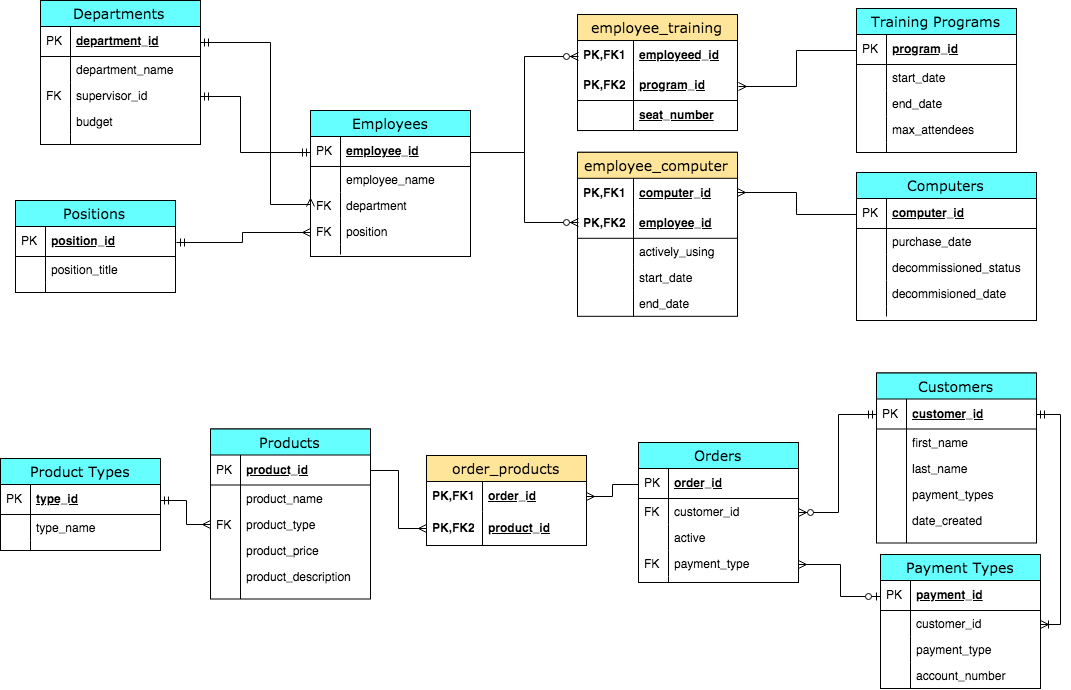 Departments
PK department_id
department_name
FK supervisor_id
budget
Positions
PK position_id
position_title
Employees
PK employee_id
employee_name
FK department
FK position
employee_training
PK,FK1 employeed_id
PK,FK2 program_id
seat_number
employee_computer
PK,FK1 computer_id
PK,FK2 employee_id
actively_using
start_date
end_date
Training Programs
PK program_id
start_date
end_date
max_attendees
Computers
PK computer_id
purchase_date
decommissioned_status
decommisioned_date
Product Types
PK type_id
type_name
Products
PK product_id
product_name
FK product_type
product_price
product_description
order_products
PK,FK1 order_id
PK,FK2 product_id
Orders
PK order_id
FK customer_id
active
FK payment_type
Customers
PK customer_id
first_name
last_name
payment_types
date_created
Payment Types
PK payment_id
customer_id
payment_type
account_number